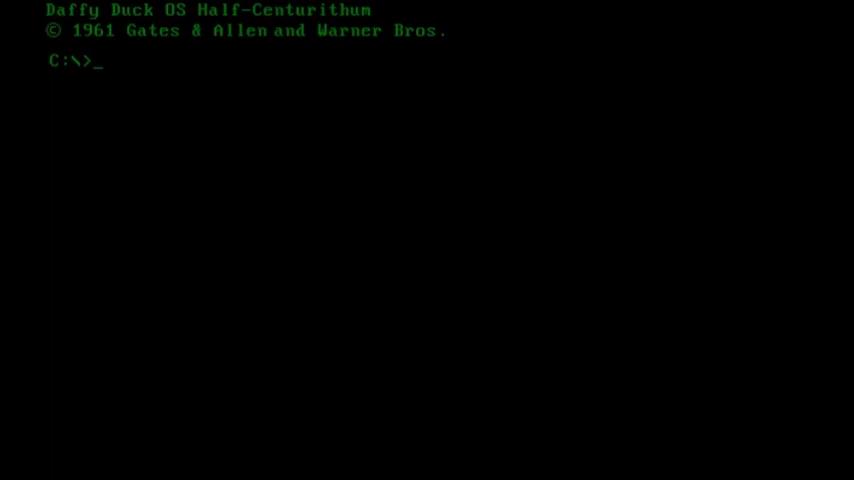 Daffy Duck OS Half-Centurithum
© 1961 Gates & Allen and Warner Bros.
C:\>_